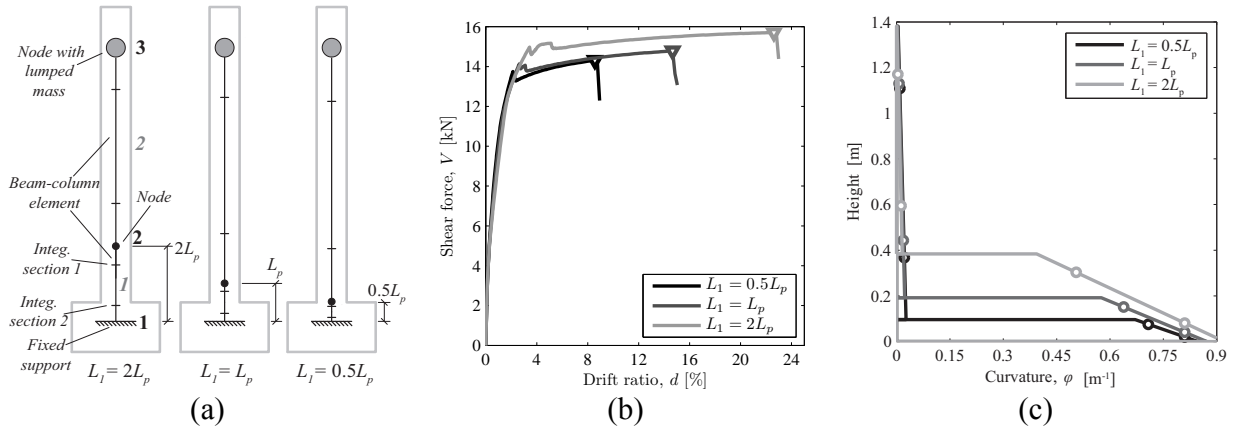 Node with
lumped
mass
3
2
Beam-column
element
Node
2
Integ.
section 1
2Lₚ
1
Integ.
section 2
1
Fixed
support
Lₚ
0.5Lₚ
L₁ = 2Lₚ
L₁ = Lₚ
L₁ = 0.5Lₚ
(a)
Shear force, V [kN]
16
14
12
10
8
6
4
2
0
0
4
8
12
16
20
24
Drift ratio, d [%]
L₁ = 0.5Lₚ
L₁ = Lₚ
L₁ = 2Lₚ
(b)
Height [m]
1.4
1.2
1
0.8
0.6
0.4
0.2
0
0
0.15
0.3
0.45
0.6
0.75
0.9
Curvature, φ [m⁻¹]
L₁ = 0.5Lₚ
L₁ = Lₚ
L₁ = 2Lₚ
(c)